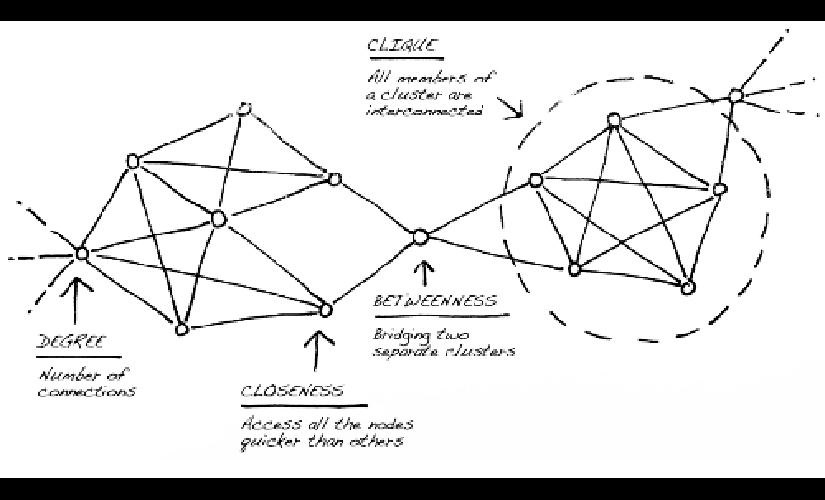 CLIQUE
All members of
a cluster are
interconnected
BETWEENNESS
Bridging two
separate clusters
DEGREE
Number of
connections
CLOSENESS
Access all the nodes
quicker than others